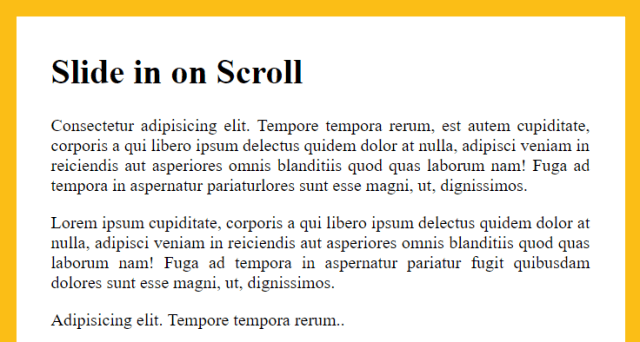 Slide in on Scroll
Consectetur adipisicing elit. Tempore tempora rerum, est autem cupiditate,
corporis a qui libero ipsum delectus quidem dolor at nulla, adipisci veniam in
reiciendis aut asperiores omnis blanditiis quod quas laborum nam! Fuga ad
tempora in aspernatur pariaturlores sunt esse magni, ut, dignissimos.
Lorem ipsum cupiditate, corporis a qui libero ipsum delectus quidem dolor at
nulla, adipisci veniam in reiciendis aut asperiores omnis blanditiis quod quas
laborum nam! Fuga ad tempora in aspernatur pariatur fugit quibusdam
dolores sunt esse magni, ut, dignissimos.
Adipisicing elit. Tempore tempora rerum..